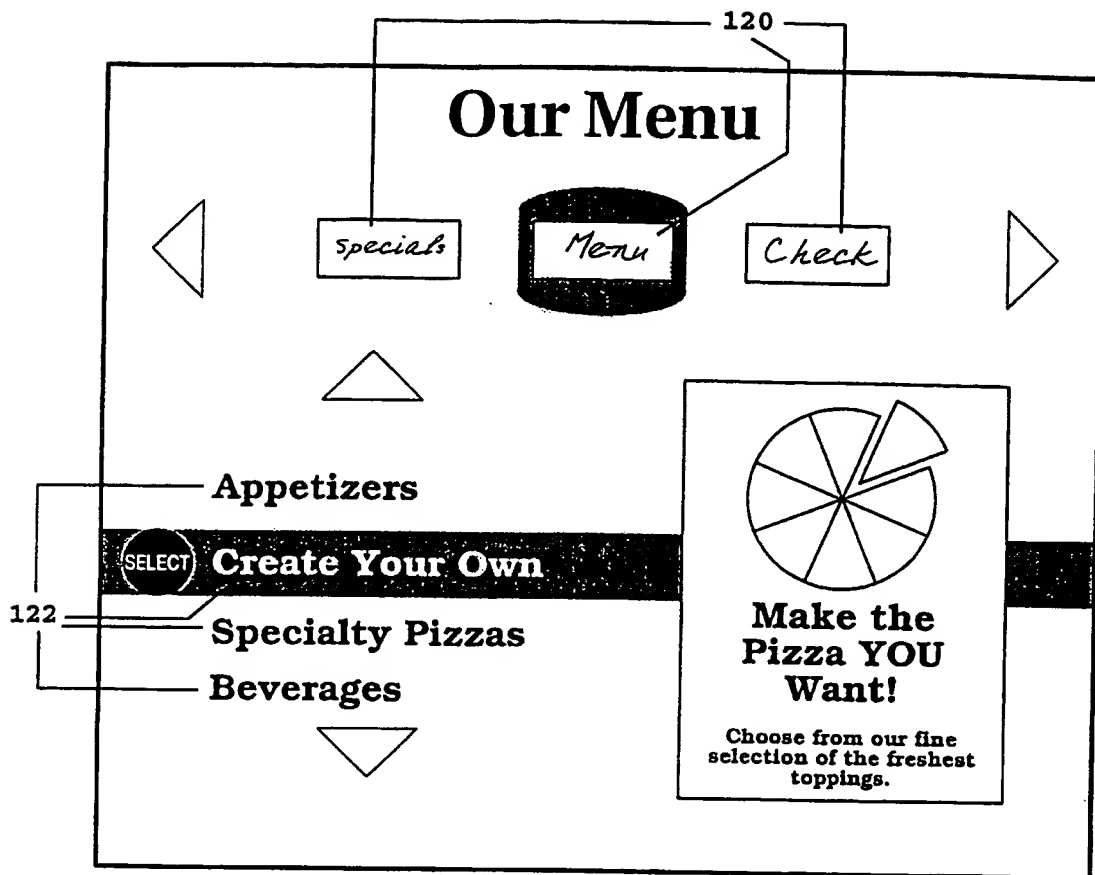 120
Our Menu
Specials Menu Check
Appetizers
SELECT Create Your Own
122
Specialty Pizzas
Beverages
Make the
Pizza YOU
Want!
Choose from our fine
selection of the freshest
toppings.